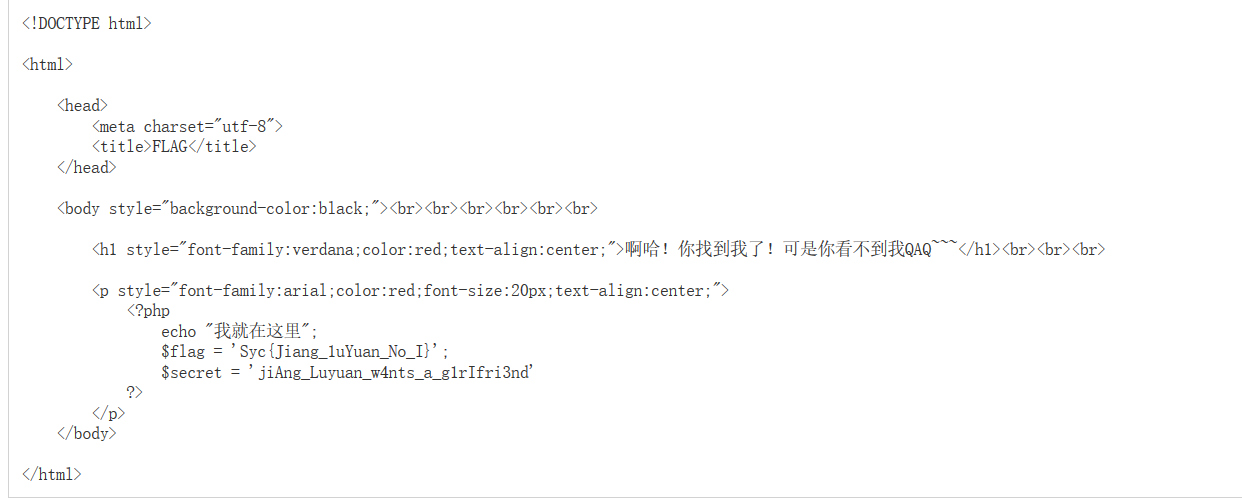 <!DOCTYPE html>
<html>
<head>
<meta charset="utf-8">
<title>FLAG</title>
</head>
<body style="background-color:black;"><br><br><br><br><br><br>
<h1 style="font-family:verdana;color:red;text-align:center;">啊哈！你找到我了！可是你看不到我QAQ~~~</h1><br><br><br>
<p style="font-family:arial;color:red;font-size:20px;text-align:center;">
<?php
echo "我就在这里";
$flag = 'Syc{Jiang_1uYuan_No_I}';
$secret = 'jiAng_Luyuan_w4nts_a_g1rIfri3nd'
?>
</p>
</body>
</html>